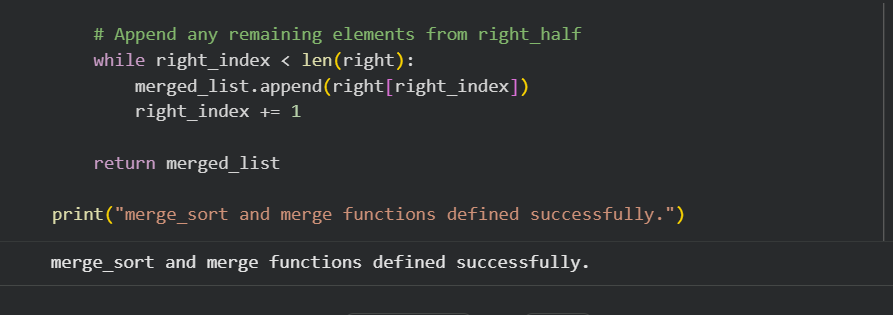 # Append any remaining elements from right_half
while right_index < len(right):
merged_list.append(right[right_index])
right_index += 1
return merged_list
print("merge_sort and merge functions defined successfully.")
merge_sort and merge functions defined successfully.